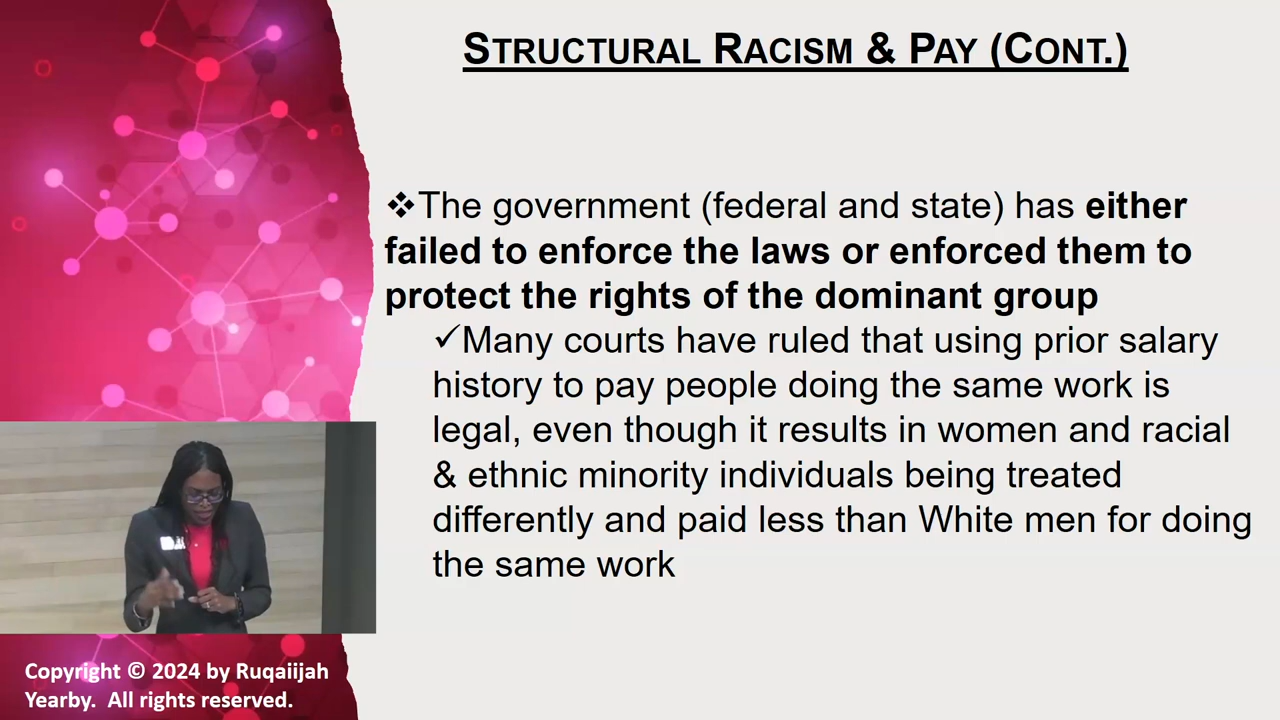 STRUCTURAL RACISM & PAY (CONT.)
❖The government (federal and state) has either
failed to enforce the laws or enforced them to
protect the rights of the dominant group
✓Many courts have ruled that using prior salary
history to pay people doing the same work is
legal, even though it results in women and racial
& ethnic minority individuals being treated
differently and paid less than White men for doing
the same work
Copyright © 2024 by Ruqaiijah
Yearby.  All rights reserved.